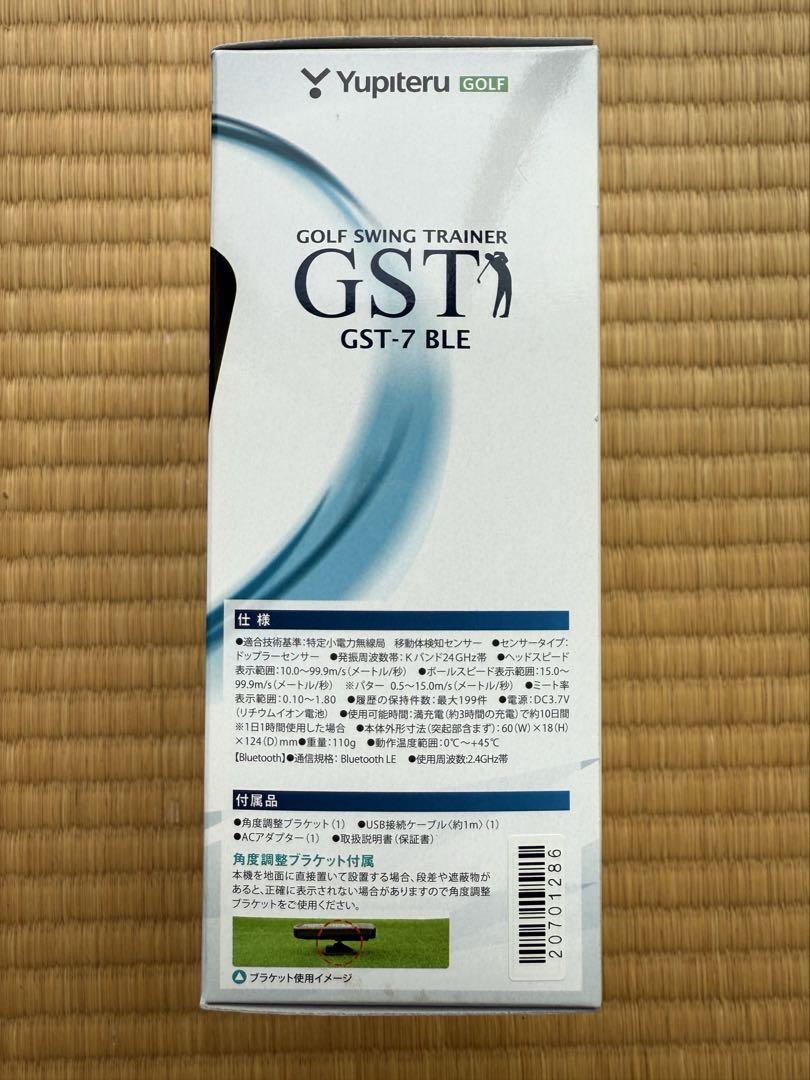 Yupiteru GOLF
GOLF SWING TRAINER
GST
GST-7 BLE
仕様
●適合技術基準：特定小電力無線局　移動体検知センサー　●センサータイプ：
ドップラーセンサー　●発振周波数帯：Kバンド24GHz帯　●ヘッドスピード
表示範囲：10.0〜99.9m/s（メートル/秒）　●ボールスピード表示範囲：15.0〜
99.9m/s（メートル/秒）　※パター 0.5〜15.0m/s（メートル/秒）　●ミート率
表示範囲：0.10〜1.80　●履歴の保持件数：最大199件　●電源：DC3.7V
（リチウムイオン電池）　●使用可能時間：満充電（約3時間の充電）で約10日間
※1日1時間使用した場合　●本体外形寸法（突起部含まず）：60（W）×18（H）
×124（D）mm●重量：110g　●動作温度範囲：0℃〜+45℃
【Bluetooth】●通信規格：Bluetooth LE　●使用周波数:2.4GHz帯
付属品
●角度調整ブラケット（1）　●USB接続ケーブル〈約1m〉（1）
●ACアダプター（1）　●取扱説明書（保証書）
角度調整ブラケット付属
本機を地面に直接置いて設置する場合、段差や遮蔽物が
あると、正確に表示されない場合がありますので角度調整
ブラケットをご使用ください。
ブラケット使用イメージ
20701286